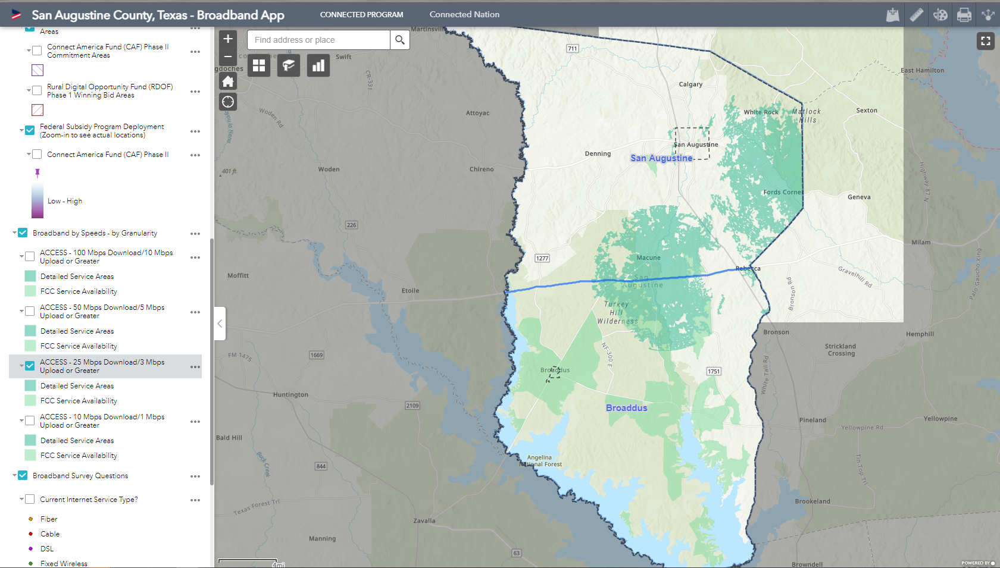 San Augustine County, Texas - Broadband App
CONNECTED PROGRAM
Connected Nation
Areas
Connect America Fund (CAF) Phase II
Commitment Areas
Rural Digital Opportunity Fund (RDOF)
Phase 1 Winning Bid Areas
Federal Subsidy Program Deployment
(Zoom-in to see actual locations)
Connect America Fund (CAF) Phase II
Low - High
Broadband by Speeds - by Granularity
ACCESS - 100 Mbps Download/10 Mbps
Upload or Greater
Detailed Service Areas
FCC Service Availability
ACCESS - 50 Mbps Download/5 Mbps
Upload or Greater
Detailed Service Areas
FCC Service Availability
ACCESS - 25 Mbps Download/3 Mbps
Upload or Greater
Detailed Service Areas
FCC Service Availability
ACCESS - 10 Mbps Download/1 Mbps
Upload or Greater
Detailed Service Areas
FCC Service Availability
Broadband Survey Questions
Current Internet Service Type?
Fiber
Cable
DSL
Fixed Wireless
Find address or place
Martinsvil
Swift
gdoches
CR-331
711
East Hamilton
Calgary
Attoyac
Woden Rd
White Rock
Matlock
Hills
Sexton
San Augustine
San Augustine
Denning
Woden
Chireno
401 ft
Highway 87 N
Fords Corner
Geneva
226
Milam
1277
Macune
Rebecca
Moffitt
Etoile
San
Augustine
Gravelhill Rd
Palo Gaucho Xing
Bronson Rd
Turkey
Hill
Wilderness
Bronson
Hemphill
Strickland
Crossing
FM 1475
1669
NF-300 E
Broaddus
1751
White Tail Rd
Huntington
2109
Broaddus
Pineland
Yellowpine
Yellowpine Rd
Bald Hill
Buck Creek
Angelina
National Forest
844
Tin Top Trl
Texas Forest Trl
Brookeland
Zavalla
Manning
63
4mi
Browndell
POWERED BY